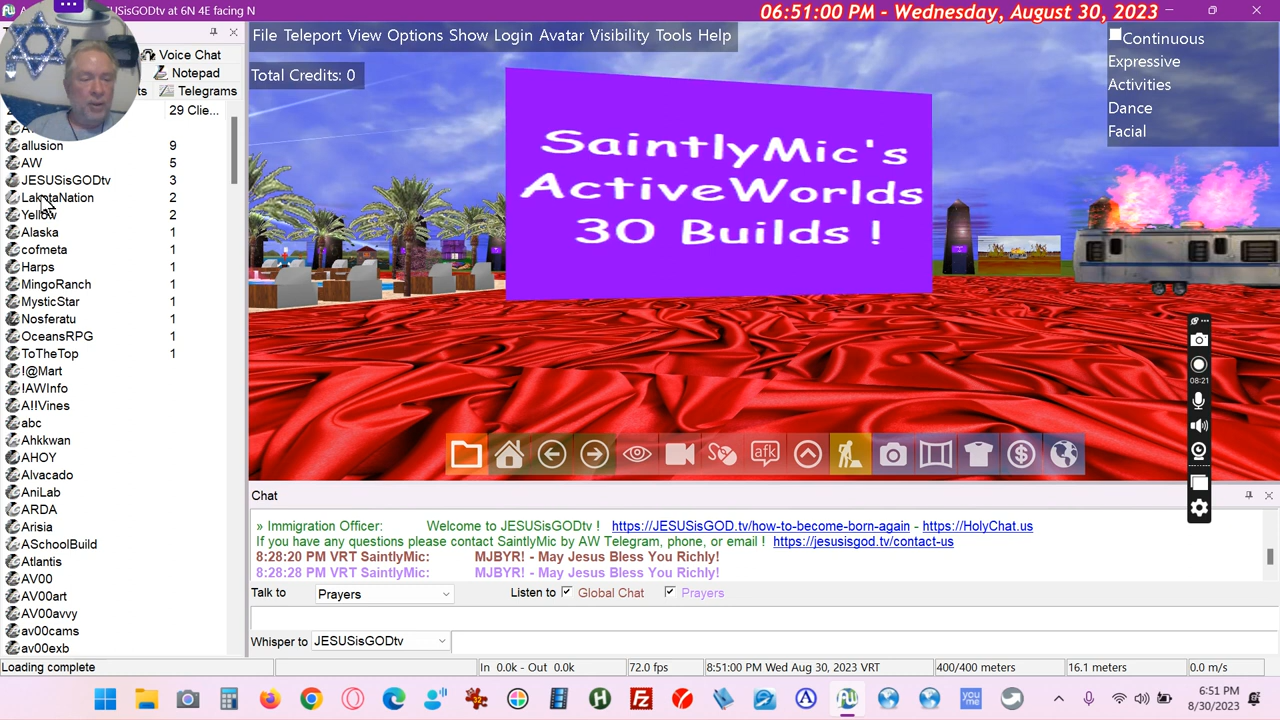 JESUSisGODtv at 6N 4E facing N
06:51:00 PM - Wednesday, August 30, 2023
Voice Chat
Notepad
Telegrams
29 Clie...
allusion 9
AW 5
JESUSisGODtv 3
LakotaNation 2
Yellow 2
Alaska 1
cofmeta 1
Harps 1
MingoRanch 1
MysticStar 1
Nosferatu 1
OceansRPG 1
ToTheTop 1
!@Mart
!AWInfo
A!!Vines
abc
Ahkkwan
AHOY
Alvacado
AniLab
ARDA
Arisia
ASchoolBuild
Atlantis
AV00
AV00art
AV00avvy
av00cams
av00exb
File Teleport View Options Show Login Avatar Visibility Tools Help
Total Credits: 0
Continuous
Expressive
Activities
Dance
Facial
SaintlyMic's
ActiveWorlds
30 Builds !
afk
08:21
Chat
» Immigration Officer: Welcome to JESUSisGODtv ! https://JESUSisGOD.tv/how-to-become-born-again - https://HolyChat.us
If you have any questions please contact SaintlyMic by AW Telegram, phone, or email ! https://jesusisgod.tv/contact-us
8:28:20 PM VRT SaintlyMic: MJBYR! - May Jesus Bless You Richly!
8:28:28 PM VRT SaintlyMic: MJBYR! - May Jesus Bless You Richly!
Talk to Prayers Listen to Global Chat Prayers
Whisper to JESUSisGODtv
Loading complete In 0.0k - Out 0.0k 72.0 fps 8:51:00 PM Wed Aug 30, 2023 VRT 400/400 meters 16.1 meters 0.0 m/s
6:51 PM
8/30/2023